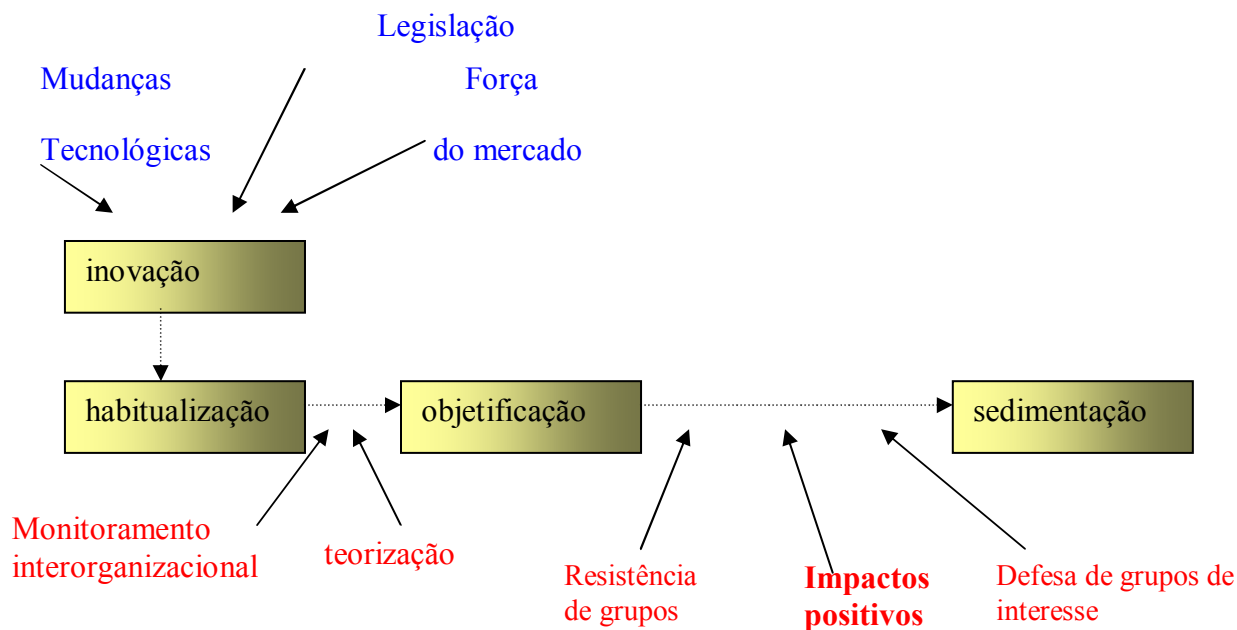 Legislação
Mudanças
Tecnológicas
Força
do mercado
inovação
habitualização
objetificação
sedimentação
Monitoramento
interorganizacional
teorização
Resistência
de grupos
Impactos
positivos
Defesa de grupos de
interesse